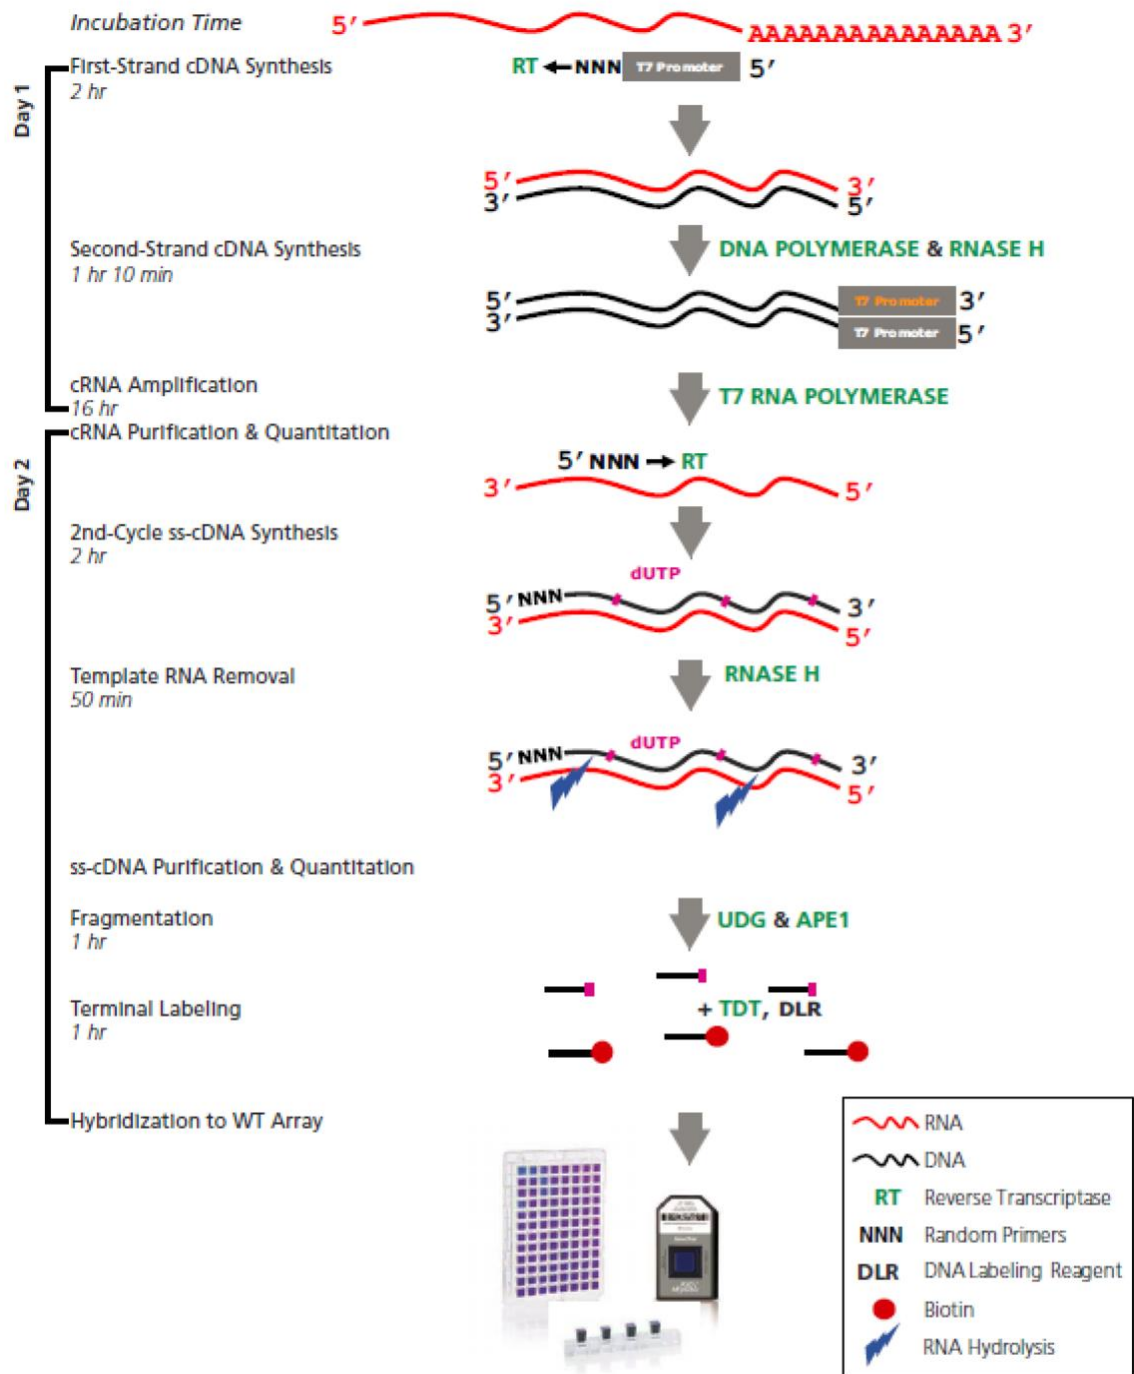 Incubation Time
5′ AAAAAAAAAAAAAAA 3′
Day 1
First-Strand cDNA Synthesis
2 hr
RT NNN T7 Promoter 5′
5′ 3′
3′ 5′
Second-Strand cDNA Synthesis
1 hr 10 min
DNA POLYMERASE & RNASE H
5′ T7 Promoter 3′
3′ T7 Promoter 5′
cRNA Amplification
16 hr
T7 RNA POLYMERASE
Day 2
cRNA Purification & Quantitation
5′ NNN RT
3′ 5′
2nd-Cycle ss-cDNA Synthesis
2 hr
dUTP
5′ NNN 3′
3′ 5′
Template RNA Removal
50 min
RNASE H
dUTP
5′ NNN 3′
3′ 5′
ss-cDNA Purification & Quantitation
Fragmentation
1 hr
UDG & APE1
Terminal Labeling
1 hr
+ TDT, DLR
Hybridization to WT Array
RNA
DNA
RT Reverse Transcriptase
NNN Random Primers
DLR DNA Labeling Reagent
Biotin
RNA Hydrolysis